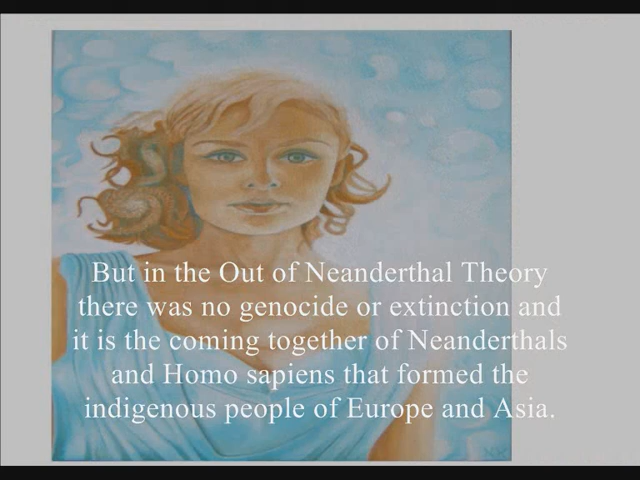 But in the Out of Neanderthal Theory
there was no genocide or extinction and
it is the coming together of Neanderthals
and Homo sapiens that formed the
indigenous people of Europe and Asia.